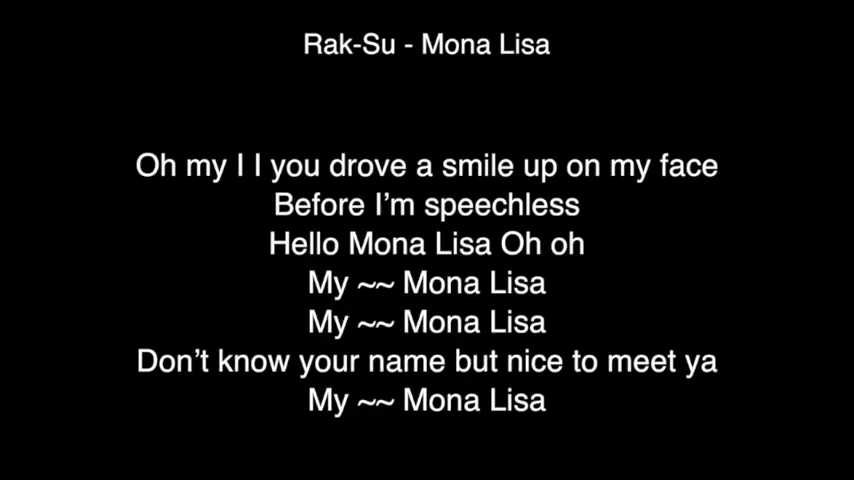 Rak-Su - Mona Lisa
Oh my I I you drove a smile up on my face
Before I'm speechless
Hello Mona Lisa Oh oh
My ~~ Mona Lisa
My ~~ Mona Lisa
Don't know your name but nice to meet ya
My ~~ Mona Lisa